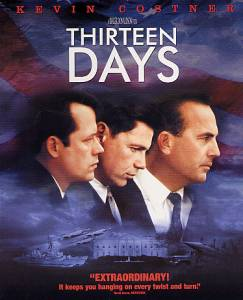 KEVIN COSTNER
THIRTEEN
DAYS
"EXTRAORDINARY!
It keeps you hanging on every twist and turn."